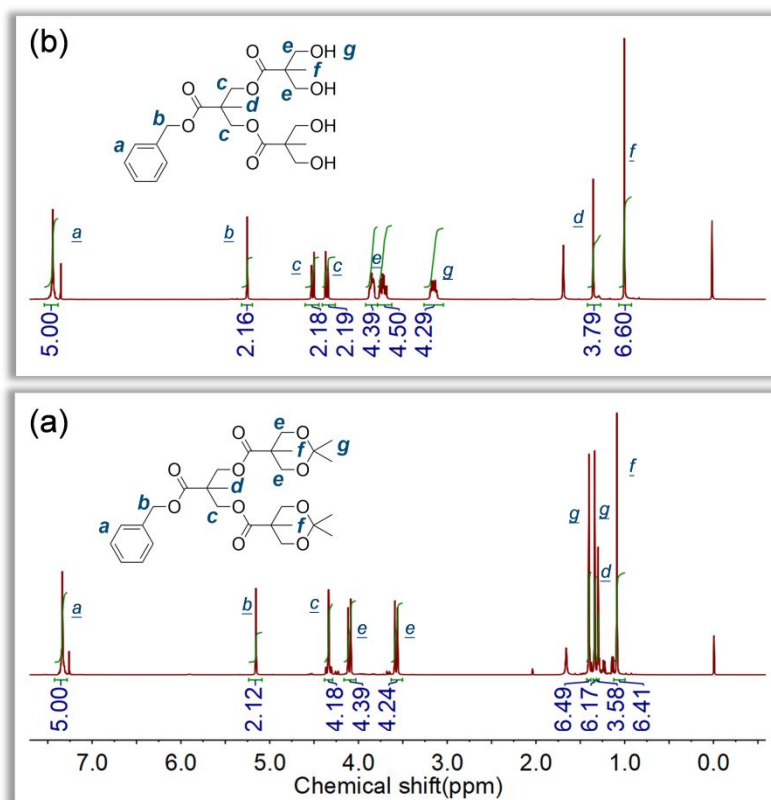 (b)
e
OH
g
O
f
OH
c
O
e
O
d
b
c
OH
O
O
a
O
OH
a
b
c
c
e
g
d
f
5.00
2.16
2.18
2.19
4.39
4.50
4.29
3.79
6.60
(a)
e
O
g
O
f
O
O
e
O
d
b
O
c
O
a
O
f
O
O
a
b
c
e
e
g
g
d
f
5.00
2.12
4.18
4.39
4.24
6.49
6.17
3.58
6.41
7.0 6.0 5.0 4.0 3.0 2.0 1.0 0.0
Chemical shift(ppm)